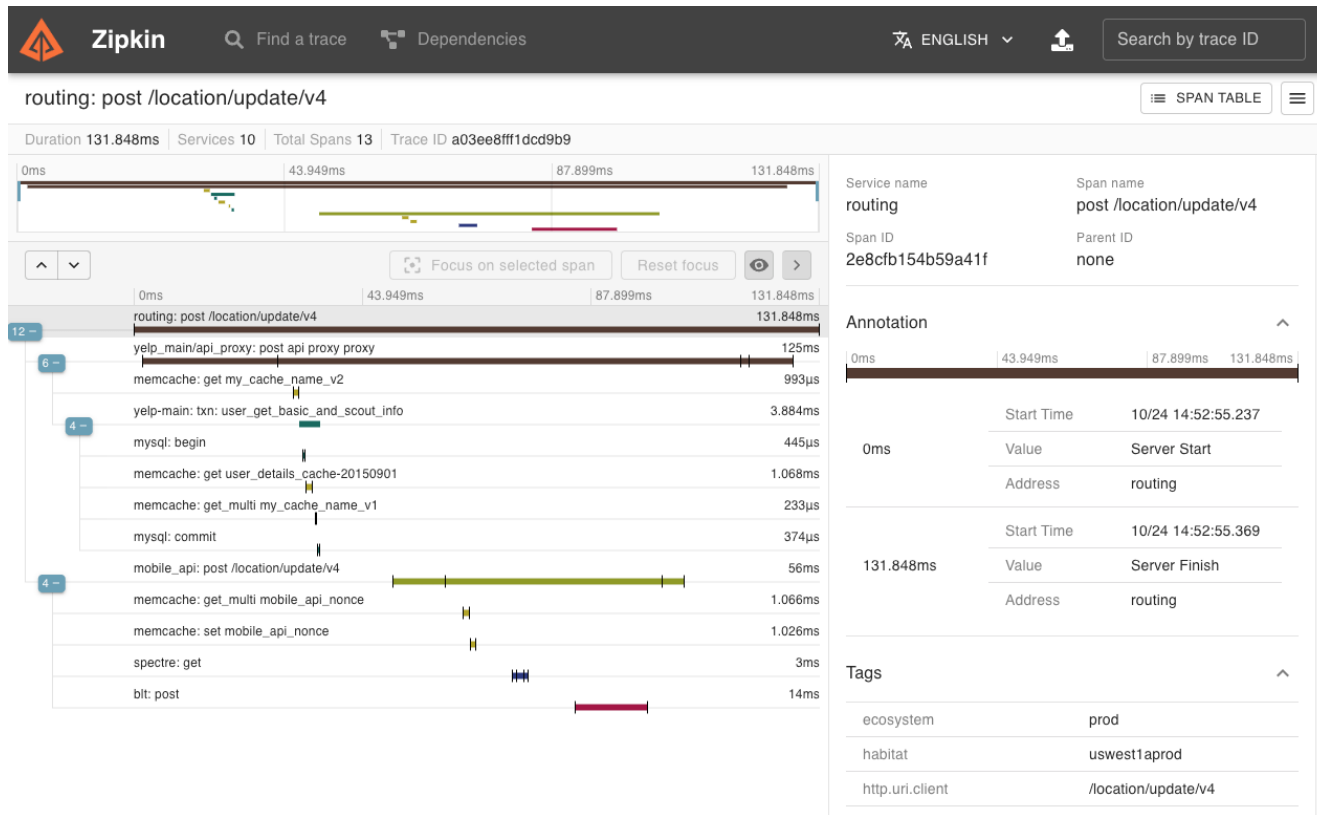 Zipkin Find a trace Dependencies ENGLISH Search by trace ID
routing: post /location/update/v4 SPAN TABLE
Duration 131.848ms Services 10 Total Spans 13 Trace ID a03ee8fff1dcd9b9
0ms 43.949ms 87.899ms 131.848ms
Focus on selected span Reset focus
0ms 43.949ms 87.899ms 131.848ms
routing: post /location/update/v4 131.848ms
12 −
yelp_main/api_proxy: post api proxy proxy 125ms
6 −
memcache: get my_cache_name_v2 993μs
yelp-main: txn: user_get_basic_and_scout_info 3.884ms
4 −
mysql: begin 445μs
memcache: get user_details_cache-20150901 1.068ms
memcache: get_multi my_cache_name_v1 233μs
mysql: commit 374μs
mobile_api: post /location/update/v4 56ms
4 −
memcache: get_multi mobile_api_nonce 1.066ms
memcache: set mobile_api_nonce 1.026ms
spectre: get 3ms
blt: post 14ms
Service name Span name
routing post /location/update/v4
Span ID Parent ID
2e8cfb154b59a41f none
Annotation
0ms 43.949ms 87.899ms 131.848ms
Start Time 10/24 14:52:55.237
0ms Value Server Start
Address routing
Start Time 10/24 14:52:55.369
131.848ms Value Server Finish
Address routing
Tags
ecosystem prod
habitat uswest1aprod
http.uri.client /location/update/v4